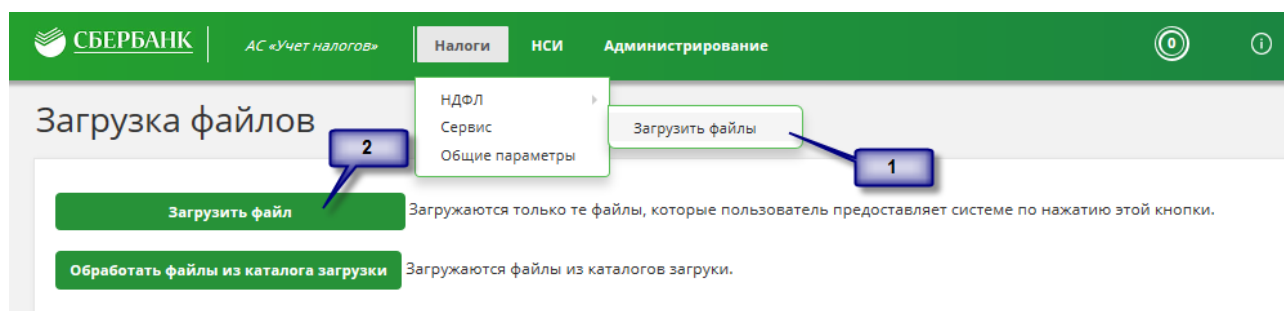 СБЕРБАНК АС «Учет налогов» Налоги НСИ Администрирование 0 i
НДФЛ
Загрузка файлов Сервис Загрузить файлы
2 Общие параметры 1
Загрузить файл Загружаются только те файлы, которые пользователь предоставляет системе по нажатию этой кнопки.
Обработать файлы из каталога загрузки Загружаются файлы из каталогов загруки.